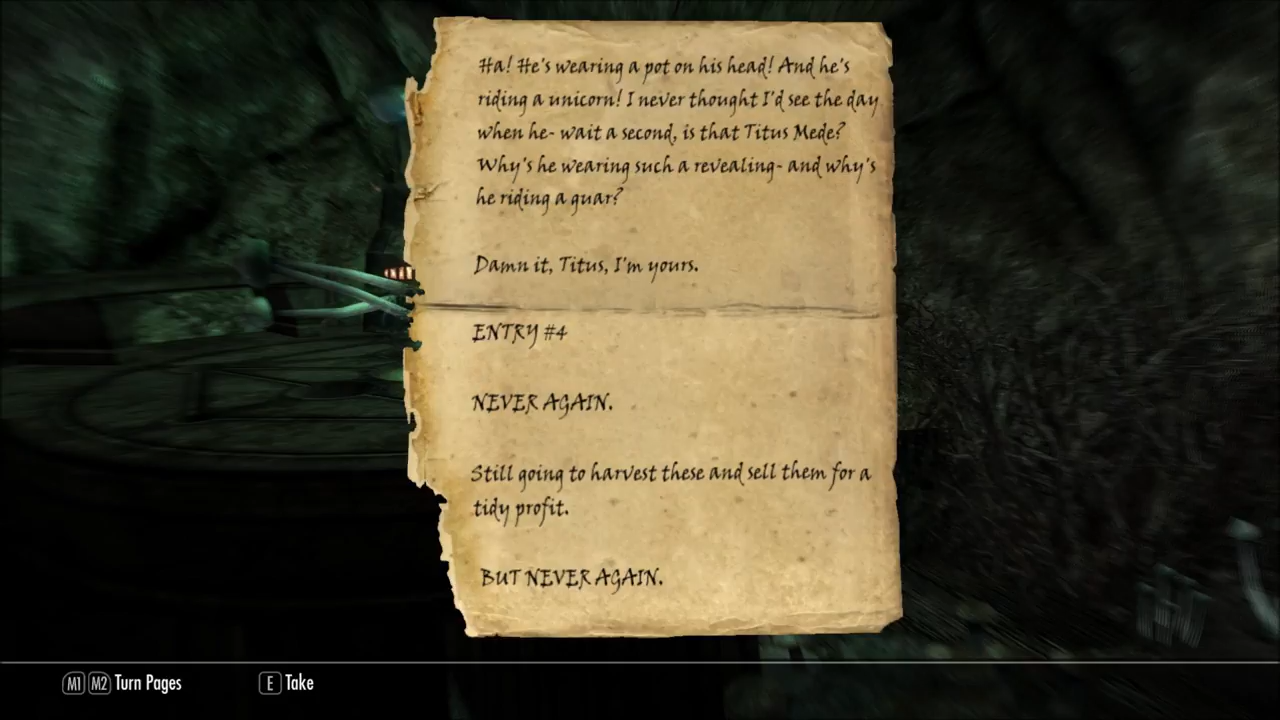 Ha! He's wearing a pot on his head! And he's
riding a unicorn! I never thought I'd see the day
when he- wait a second, is that Titus Mede?
Why's he wearing such a revealing- and why's
he riding a guar?
Damn it, Titus, I'm yours.
ENTRY #4
NEVER AGAIN.
Still going to harvest these and sell them for a
tidy profit.
BUT NEVER AGAIN.
M1 M2 Turn Pages
E Take